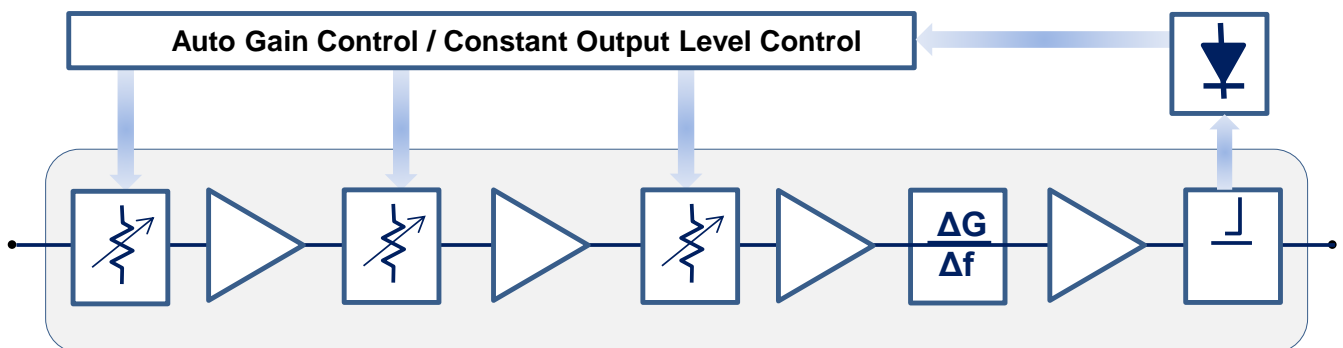 Auto Gain Control / Constant Output Level Control
ΔG
Δf